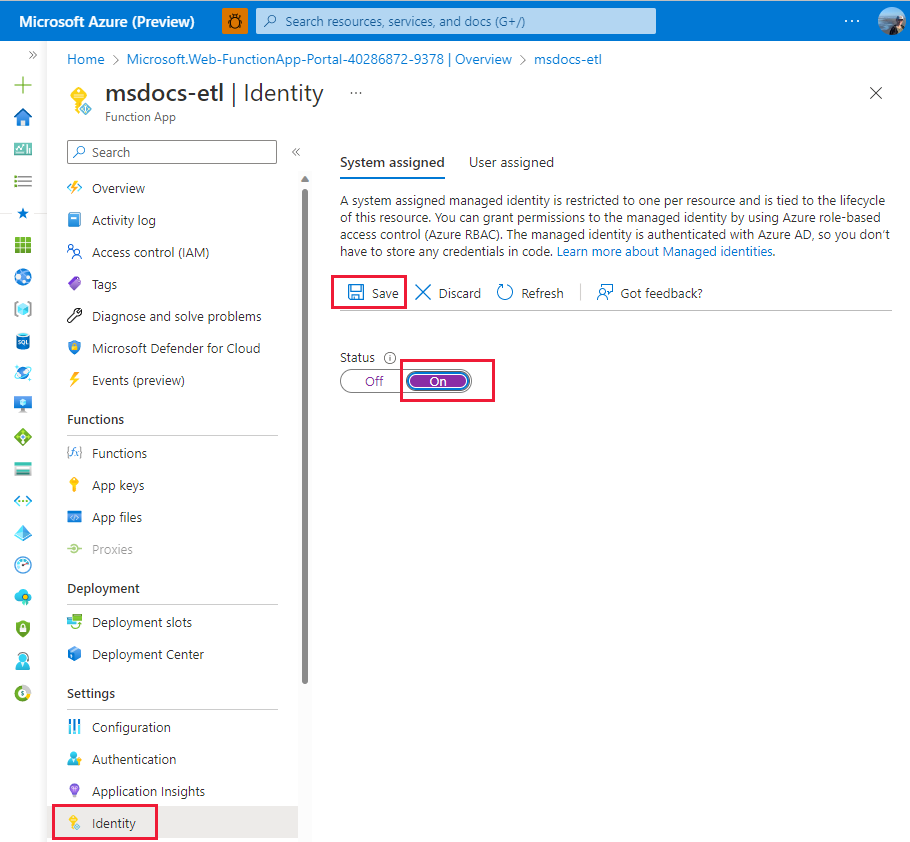 Microsoft Azure (Preview)
Search resources, services, and docs (G+/)
Home > Microsoft.Web-FunctionApp-Portal-40286872-9378 | Overview > msdocs-etl
msdocs-etl | Identity
Function App
Search
Overview
Activity log
Access control (IAM)
Tags
Diagnose and solve problems
Microsoft Defender for Cloud
Events (preview)
Functions
Functions
App keys
App files
Proxies
Deployment
Deployment slots
Deployment Center
Settings
Configuration
Authentication
Application Insights
Identity
System assigned
User assigned
A system assigned managed identity is restricted to one per resource and is tied to the lifecycle
of this resource. You can grant permissions to the managed identity by using Azure role-based
access control (Azure RBAC). The managed identity is authenticated with Azure AD, so you don't
have to store any credentials in code. Learn more about Managed identities.
Save
Discard
Refresh
Got feedback?
Status
Off
On